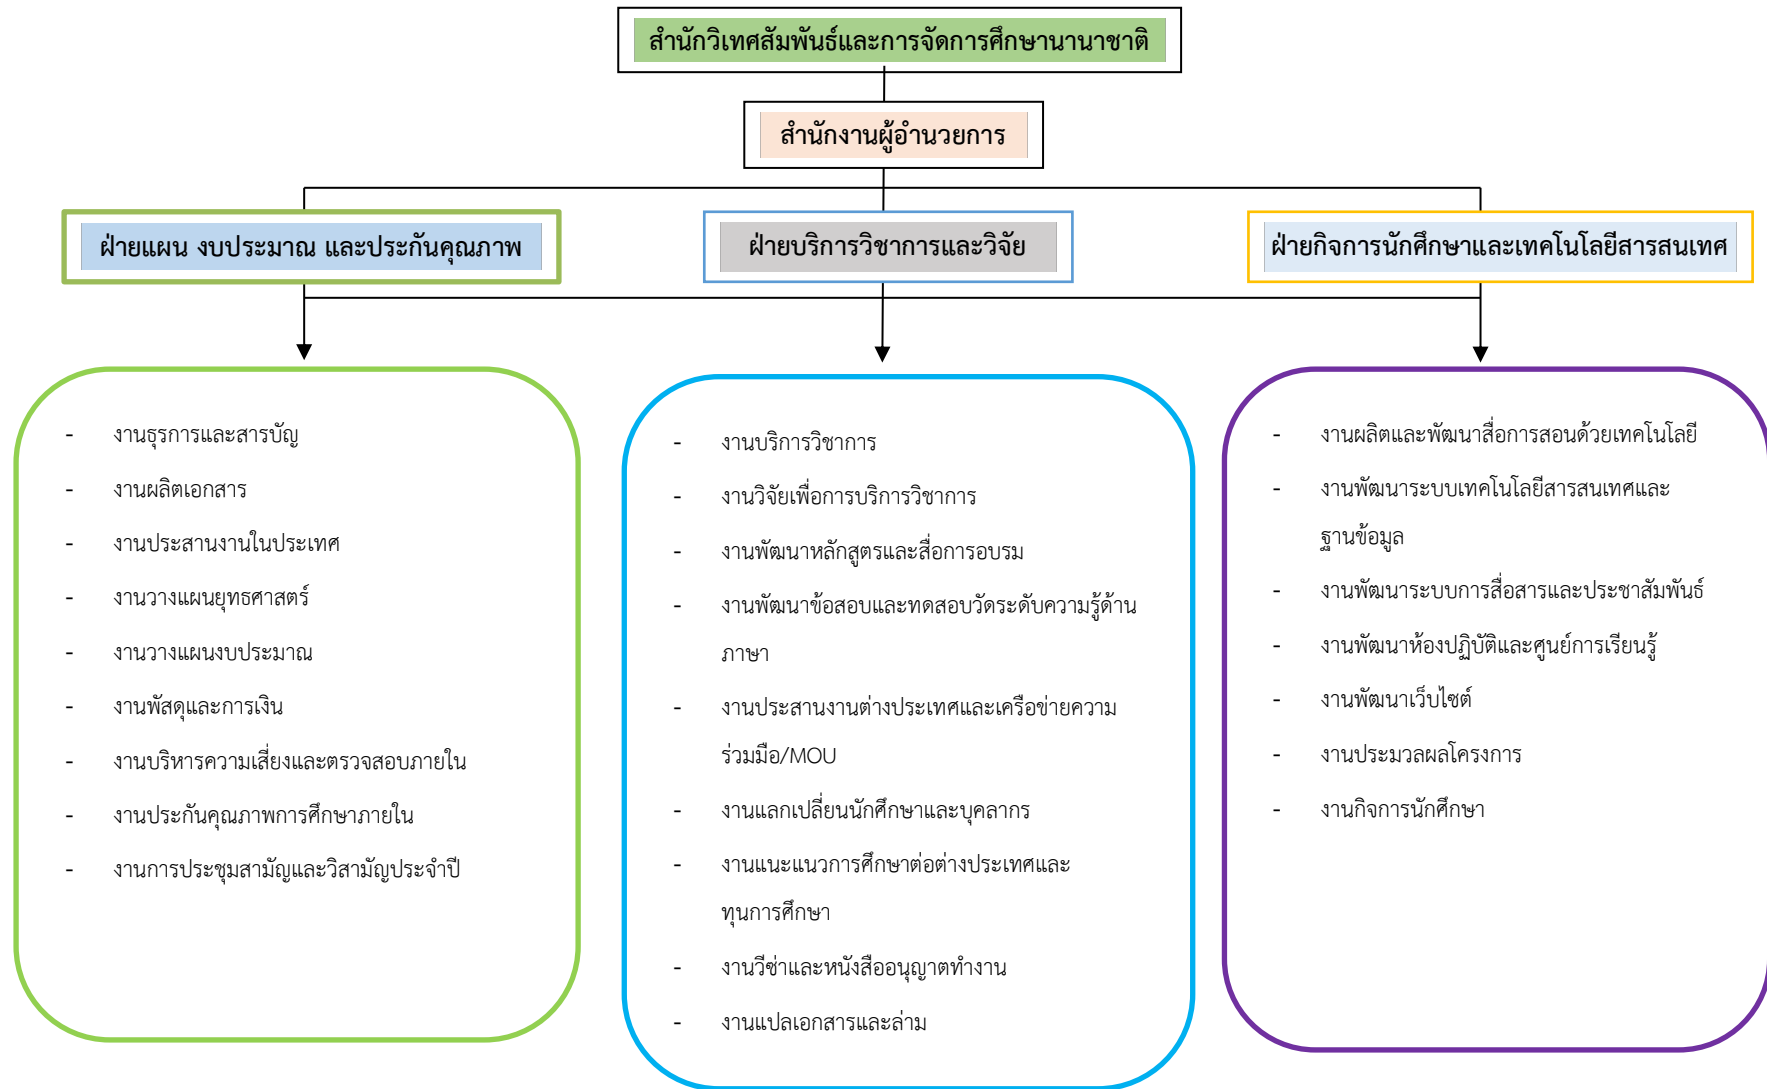 สำนักวิเทศสัมพันธ์และการจัดการศึกษานานาชาติ
สำนักงานผู้อำนวยการ
ฝ่ายแผน งบประมาณ และประกันคุณภาพ
ฝ่ายบริการวิชาการและวิจัย
ฝ่ายกิจการนักศึกษาและเทคโนโลยีสารสนเทศ
- งานธุรการและสารบัญ
- งานผลิตเอกสาร
- งานประสานงานในประเทศ
- งานวางแผนยุทธศาสตร์
- งานวางแผนงบประมาณ
- งานพัสดุและการเงิน
- งานบริหารความเสี่ยงและตรวจสอบภายใน
- งานประกันคุณภาพการศึกษาภายใน
- งานการประชุมสามัญและวิสามัญประจำปี
- งานบริการวิชาการ
- งานวิจัยเพื่อการบริการวิชาการ
- งานพัฒนาหลักสูตรและสื่อการอบรม
- งานพัฒนาข้อสอบและทดสอบวัดระดับความรู้ด้าน
ภาษา
- งานประสานงานต่างประเทศและเครือข่ายความ
ร่วมมือ/MOU
- งานแลกเปลี่ยนนักศึกษาและบุคลากร
- งานแนะแนวการศึกษาต่อต่างประเทศและ
ทุนการศึกษา
- งานวีซ่าและหนังสืออนุญาตทำงาน
- งานแปลเอกสารและล่าม
- งานผลิตและพัฒนาสื่อการสอนด้วยเทคโนโลยี
- งานพัฒนาระบบเทคโนโลยีสารสนเทศและ
ฐานข้อมูล
- งานพัฒนาระบบการสื่อสารและประชาสัมพันธ์
- งานพัฒนาห้องปฏิบัติและศูนย์การเรียนรู้
- งานพัฒนาเว็บไซต์
- งานประมวลผลโครงการ
- งานกิจการนักศึกษา